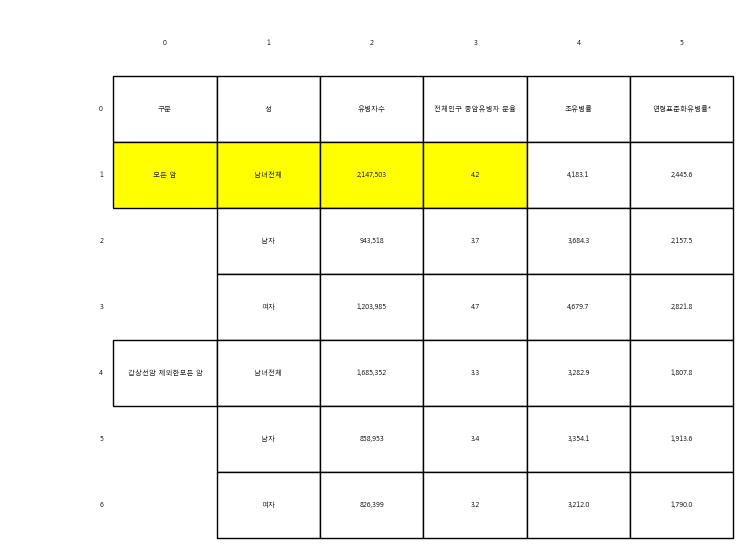 0 1 2 3 4 5
0 구분 성 유병자수 전체인구 중암유병자 분율 조유병률 연령표준화유병률*
1 모든 암 남녀전체 2,147,503 4.2 4,183.1 2,445.6
2 남자 943,518 3.7 3,684.3 2,157.5
3 여자 1,203,985 4.7 4,679.7 2,821.8
4 갑상선암 제외한모든 암 남녀전체 1,685,352 3.3 3,282.9 1,807.8
5 남자 858,953 3.4 3,354.1 1,913.6
6 여자 826,399 3.2 3,212.0 1,790.0